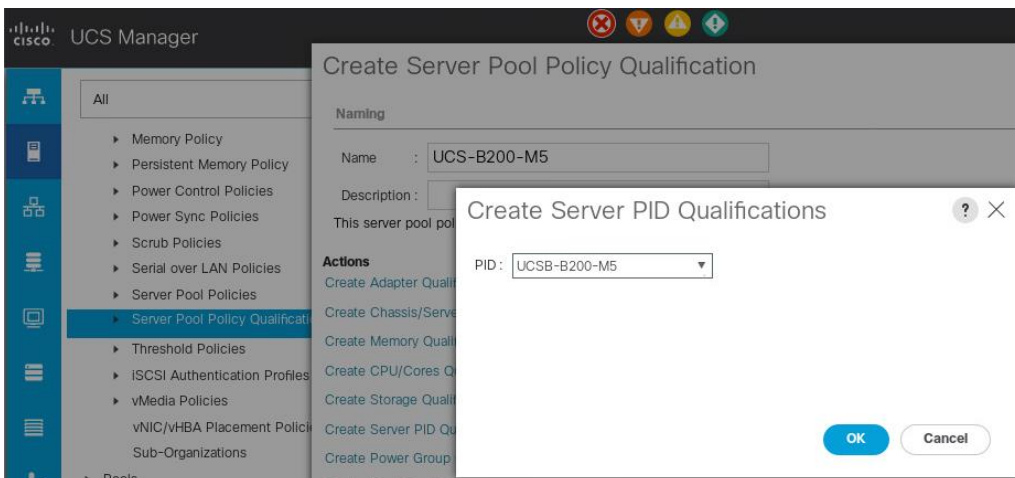 CISCO
UCS Manager
All
Memory Policy
Persistent Memory Policy
Power Control Policies
Power Sync Policies
Scrub Policies
Serial over LAN Policies
Server Pool Policies
Server Pool Policy Qualificati
Threshold Policies
iSCSI Authentication Profiles
vMedia Policies
vNIC/vHBA Placement Polici
Sub-Organizations
Create Server Pool Policy Qualification
Naming
Name : UCS-B200-M5
Description :
This server pool pol
Actions
Create Adapter Qualif
Create Chassis/Serve
Create Memory Quali
Create CPU/Cores Q
Create Storage Qualif
Create Server PID Qu
Create Power Group
Create Server PID Qualifications
?
PID : UCSB-B200-M5
OK
Cancel